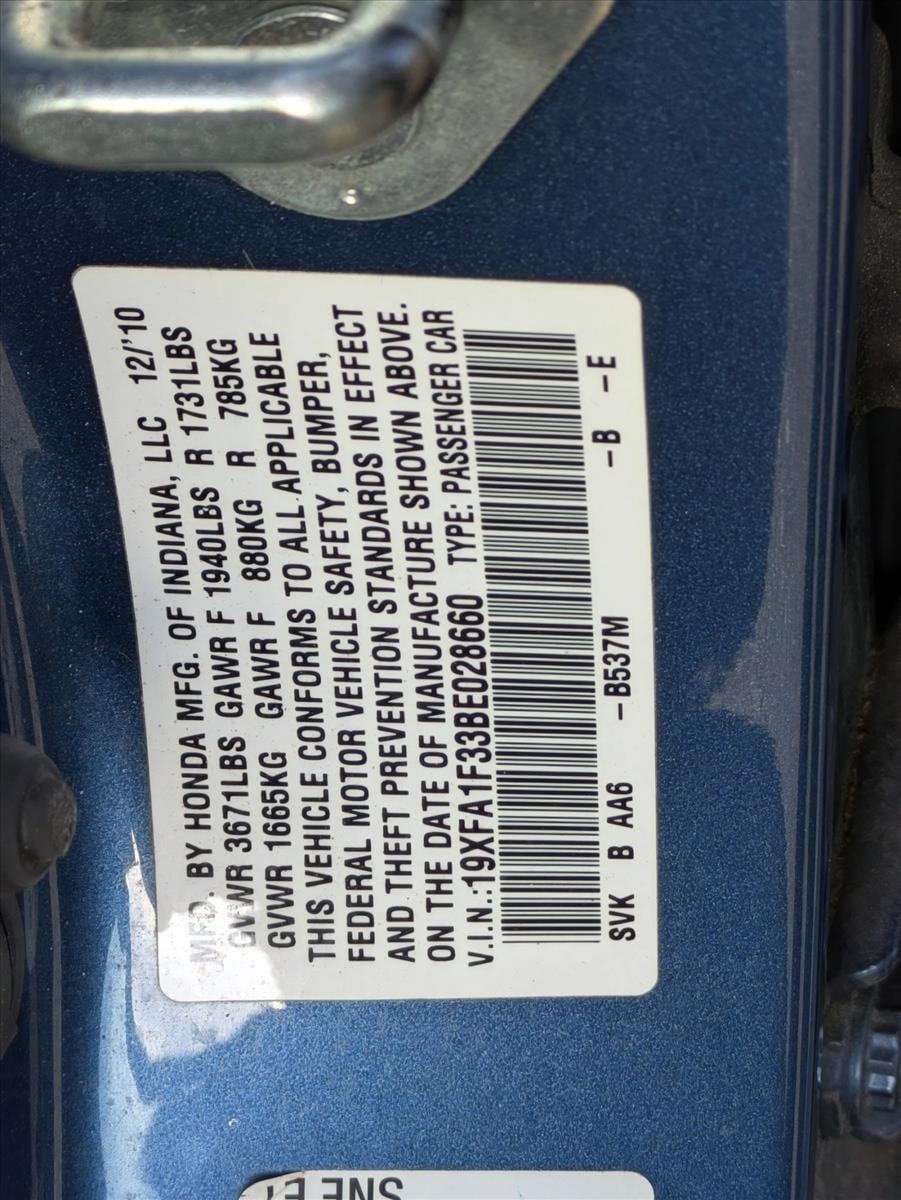 MFD. BY HONDA MFG. OF INDIANA, LLC 12/'10
GVWR 3671LBS GAWR F 1940LBS R 1731LBS
GVWR 1665KG GAWR F 880KG R 785KG
THIS VEHICLE CONFORMS TO ALL APPLICABLE
FEDERAL MOTOR VEHICLE SAFETY, BUMPER,
AND THEFT PREVENTION STANDARDS IN EFFECT
ON THE DATE OF MANUFACTURE SHOWN ABOVE.
V.I.N.:19XFA1F33BE028660 TYPE: PASSENGER CAR
SVK B AA6 –B537M –B –E